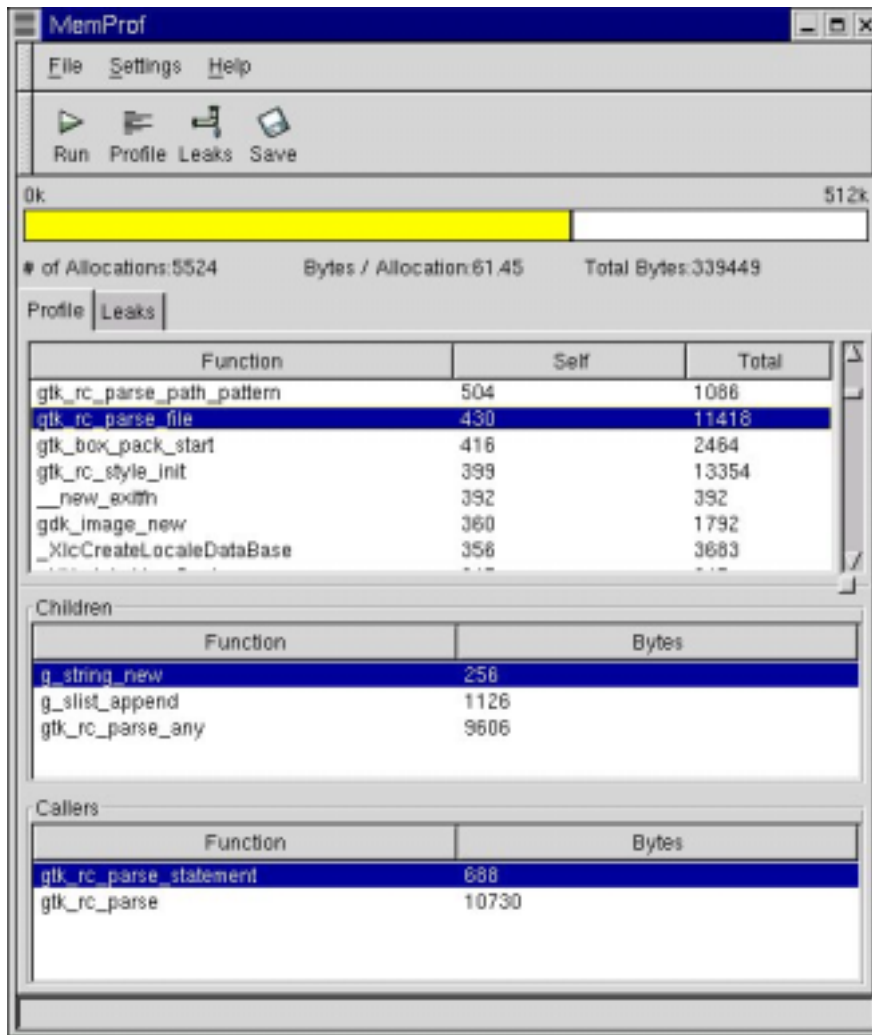 MemProf
File Settings Help
Run Profile Leaks Save
0k 512k
# of Allocations:5524 Bytes / Allocation:61.45 Total Bytes:339449
Profile Leaks
Function Self Total
gtk_rc_parse_path_pattern 504 1086
gtk_rc_parse_file 430 11418
gtk_box_pack_start 416 2464
gtk_rc_style_init 399 13354
__new_exitfn 392 392
gdk_image_new 360 1792
_XlcCreateLocaleDataBase 356 3683
Children
Function Bytes
g_string_new 256
g_slist_append 1126
gtk_rc_parse_any 9606
Callers
Function Bytes
gtk_rc_parse_statement 688
gtk_rc_parse 10730